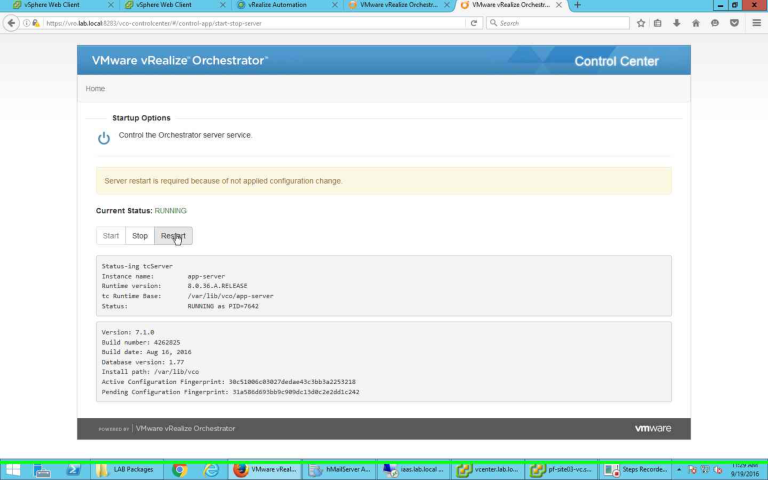 vSphere Web Client × vSphere Web Client × vRealize Automation × VMware vRealize Orchestr... × VMware vRealize Orchestr... × +
https://vra.lab.local:8283/vco-controlcenter/#/control-app/start-stop-server Search
VMware vRealize™ Orchestrator™ Control Center
Home
Startup Options
Control the Orchestrator server service.
Server restart is required because of not applied configuration change.
Current Status: RUNNING
Start Stop Restart
Status-ing tcServer
Instance name: app-server
Runtime version: 8.0.36.A.RELEASE
tc Runtime Base: /var/lib/vco/app-server
Status: RUNNING as PID=7642
Version: 7.1.0
Build number: 4262825
Build date: Aug 16, 2016
Database version: 1.77
Install path: /var/lib/vco
Active Configuration Fingerprint: 30c51006c03027dedae43c3bb3a2253218
Pending Configuration Fingerprint: 31a586d693bb9c909dc13d0c2e2dd1c242
POWERED BY | VMware vRealize Orchestrator vmware
LAB Packages VMware vReal... hMailServer A... iaas.lab.local ... vcenter.lab.lo... pf-site03-vc.s... Steps Recorde... 11:29 AM
9/19/2016